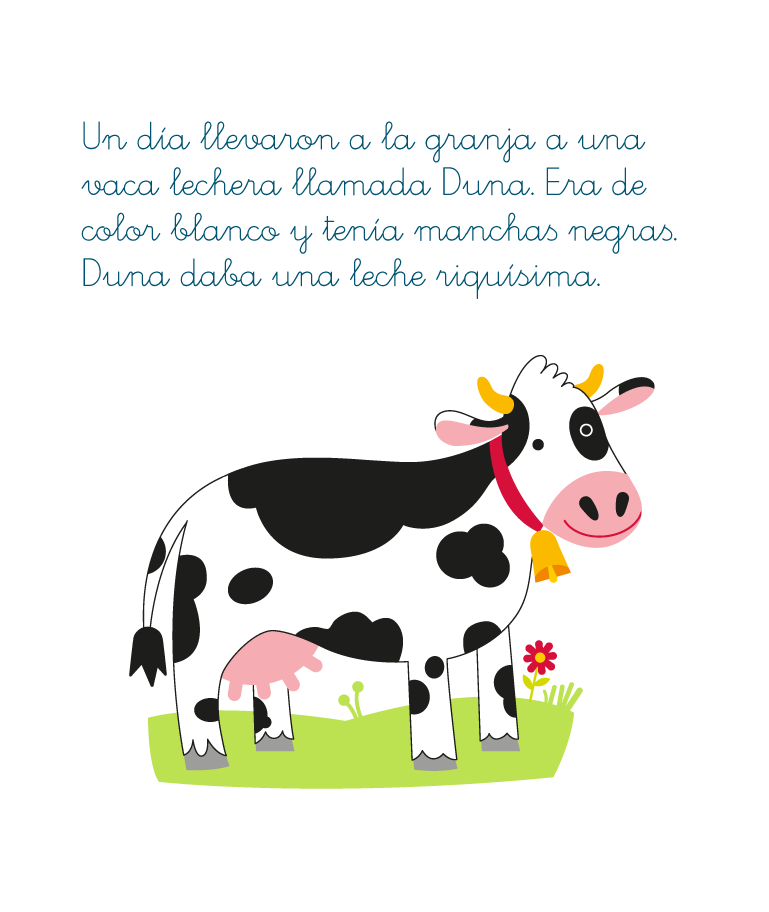 Un día llevaron a la granja a una
vaca lechera llamada Duna. Era de
color blanco y tenía manchas negras.
Duna daba una leche riquísima.